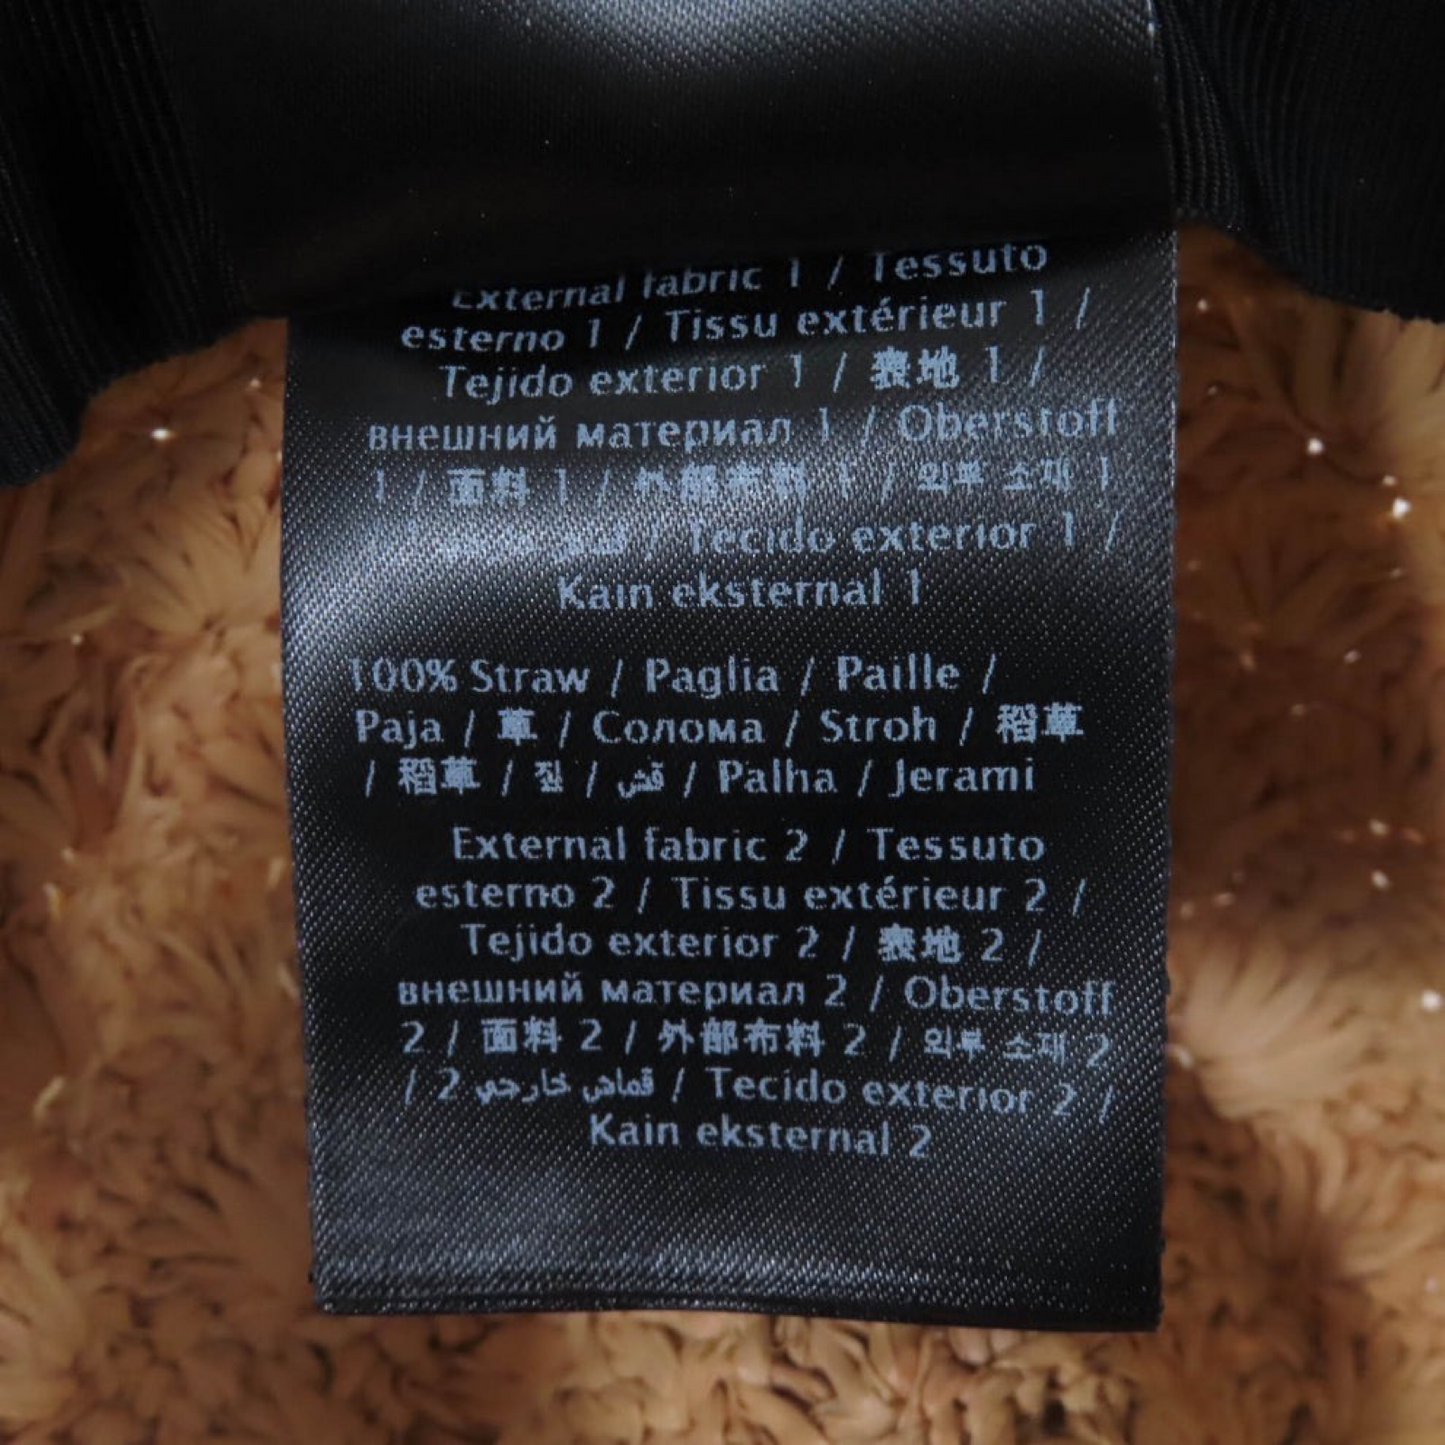 External fabric 1 / Tessuto
esterno 1 / Tissu extérieur 1 /
Tejido exterior 1 / 表地 1 /
внешний материал 1 / Oberstoff
1 / 面料 1 / 外部布料 1 / 외부 소재 1
/ Tecido exterior 1 /
Kain eksternal 1
100% Straw / Paglia / Paille /
Paja / 草 / Солома / Stroh / 稻草
/ 稻草 / 짚 / قش / Palha / Jerami
External fabric 2 / Tessuto
esterno 2 / Tissu extérieur 2 /
Tejido exterior 2 / 表地 2 /
внешний материал 2 / Oberstoff
2 / 面料 2 / 外部布料 2 / 외부 소재 2
/ قماش خارجي 2 / Tecido exterior 2 /
Kain eksternal 2